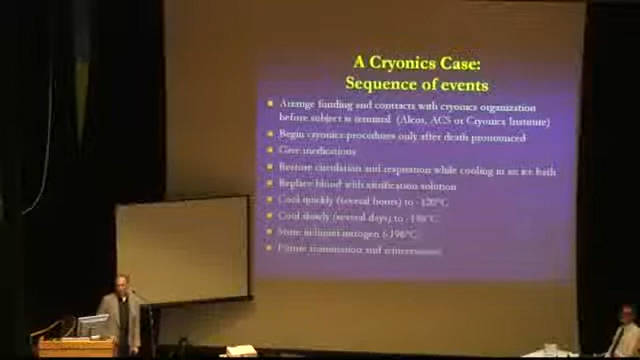 A Cryonics Case:
Sequence of events
Arrange funding and contracts with cryonics organization
before subject is terminal (Alcor, ACS or Cryonics Institute)
Begin cryonics procedures only after death pronounced
Give medications
Restore circulation and respiration while cooling in an ice bath
Replace blood with vitrification solution
Cool quickly (several hours) to -120°C
Cool slowly (several days) to -196°C
Store in liquid nitrogen (-196°C)
Future reanimation and